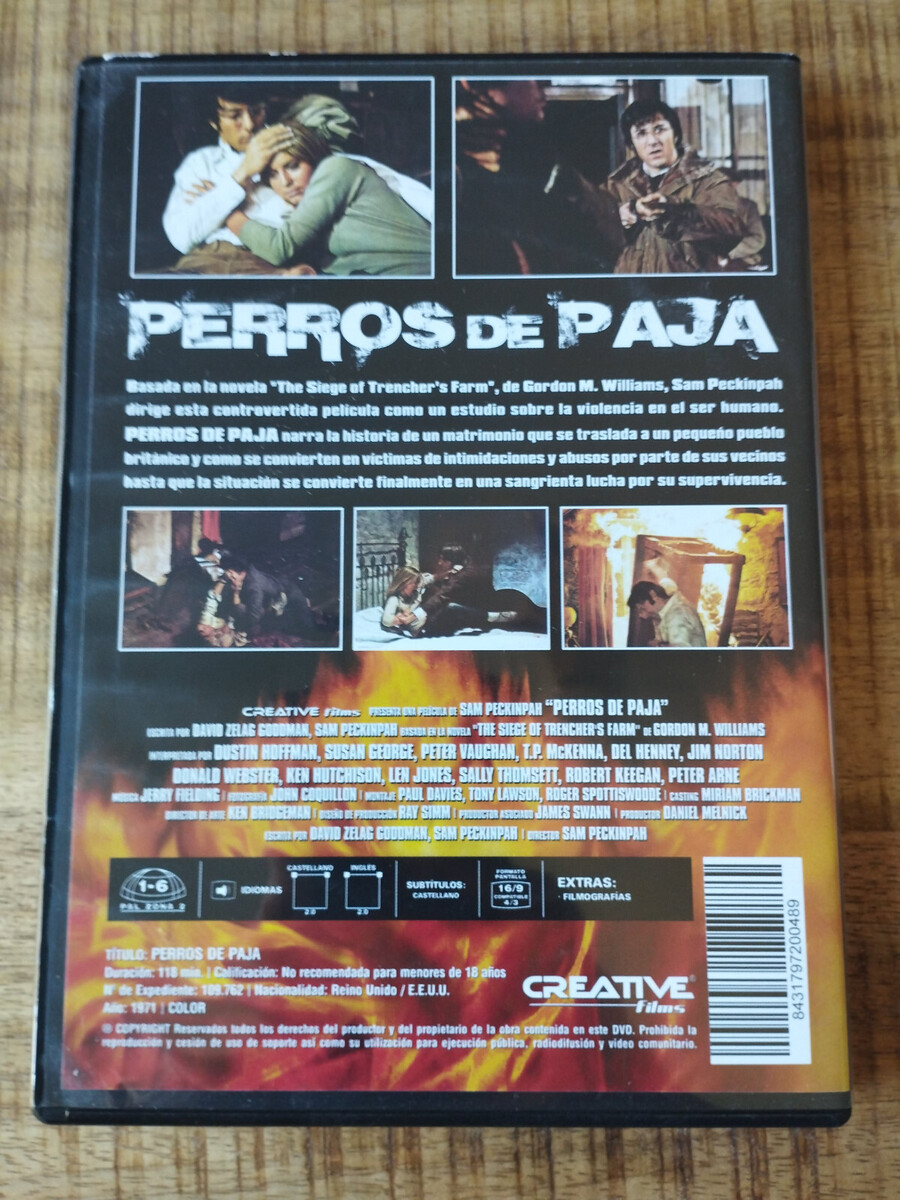 PERROS DE PAJA
Basada en la novela "The Siege of Trencher's Farm", de Gordon M. Williams, Sam Peckinpah
dirige esta controvertida película como un estudio sobre la violencia en el ser humano.
PERROS DE PAJA narra la historia de un matrimonio que se traslada a un pequeño pueblo
británico y como se convierten en víctimas de intimidaciones y abusos por parte de sus vecinos
hasta que la situación se convierte finalmente en una sangrienta lucha por su supervivencia.
CREATIVE films PRESENTA UNA PELÍCULA DE SAM PECKINPAH "PERROS DE PAJA"
ESCRITA POR DAVID ZELAG GOODMAN, SAM PECKINPAH BASADA EN LA NOVELA "THE SIEGE OF TRENCHER'S FARM" DE GORDON M. WILLIAMS
INTERPRETADA POR DUSTIN HOFFMAN, SUSAN GEORGE, PETER VAUGHAN, T.P. McKENNA, DEL HENNEY, JIM NORTON
DONALD WEBSTER, KEN HUTCHISON, LEN JONES, SALLY THOMSETT, ROBERT KEEGAN, PETER ARNE
MÚSICA JERRY FIELDING | FOTOGRAFÍA JOHN COQUILLON | MONTAJE PAUL DAVIES, TONY LAWSON, ROGER SPOTTISWOODE | CASTING MIRIAM BRICKMAN
DIRECTOR DE ARTE KEN BRIDGEMAN | DISEÑO DE PRODUCCIÓN RAY SIMM | PRODUCTOR ASOCIADO JAMES SWANN | PRODUCTOR DANIEL MELNICK
ESCRITA POR DAVID ZELAG GOODMAN, SAM PECKINPAH | DIRECTOR SAM PECKINPAH
1-6
PAL ZONA 2
IDIOMAS
CASTELLANO
2.0
INGLÉS
2.0
SUBTÍTULOS:
CASTELLANO
FORMATO
PANTALLA
16/9
COMPATIBLE
4/3
EXTRAS:
· FILMOGRAFÍAS
TÍTULO: PERROS DE PAJA
Duración: 118 min. | Calificación: No recomendada para menores de 18 años
Nº de Expediente: 109.762 | Nacionalidad: Reino Unido / E.E.U.U.
Año: 1971 | COLOR
CREATIVE®
films
© COPYRIGHT Reservados todos los derechos del productor y del propietario de la obra contenida en este DVD. Prohibida la
reproducción y cesión de uso de soporte así como su utilización para ejecución pública, radiodifusión y vídeo comunitario.
8431797200489